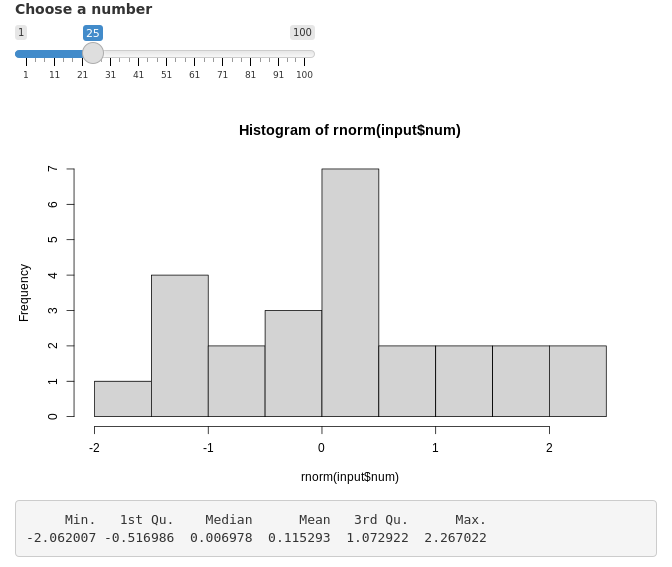 Choose a number
1 25 100
1 11 21 31 41 51 61 71 81 91 100
Histogram of rnorm(input$num)
7
6
5
4
3
2
1
0
Frequency
-2 -1 0 1 2
rnorm(input$num)
Min. 1st Qu. Median Mean 3rd Qu. Max.
-2.062007 -0.516986 0.006978 0.115293 1.072922 2.267022